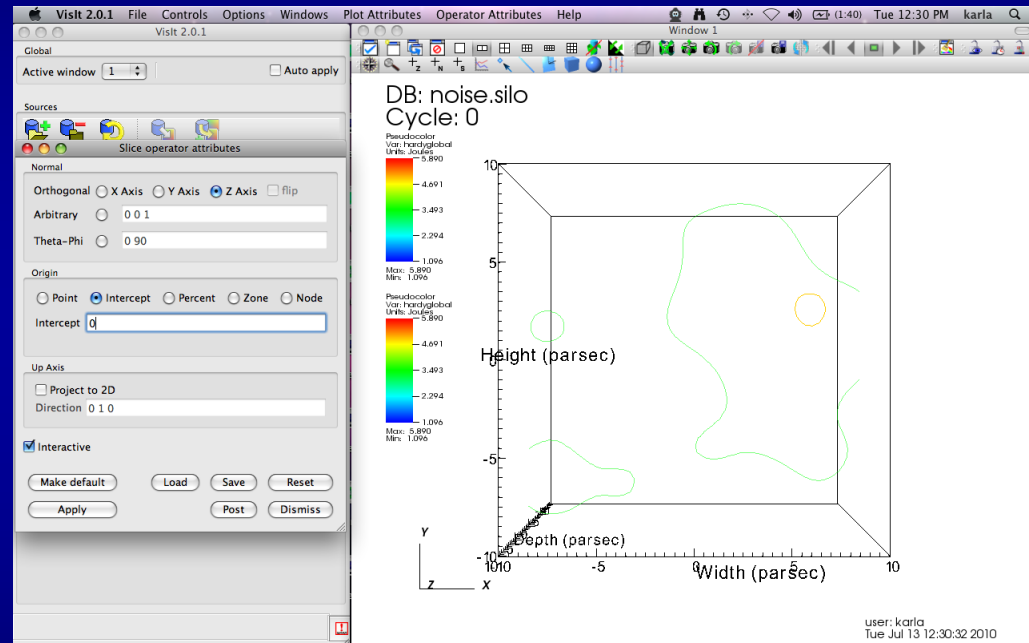 VisIt 2.0.1 File Controls Options Windows Plot Attributes Operator Attributes Help (1:40) Tue 12:30 PM karla
VisIt 2.0.1
Global
Active window 1 Auto apply
Sources
Slice operator attributes
Normal
Orthogonal X Axis Y Axis Z Axis flip
Arbitrary 0 0 1
Theta-Phi 0 90
Origin
Point Intercept Percent Zone Node
Intercept 0
Up Axis
Project to 2D
Direction 0 1 0
Interactive
Make default Load Save Reset
Apply Post Dismiss
Window 1
+z +N +s
DB: noise.silo
Cycle: 0
Pseudocolor
Var: hardyglobal
Units: Joules
5.890
4.691
3.493
2.294
1.096
Max: 5.890
Min: 1.096
Pseudocolor
Var: hardyglobal
Units: Joules
5.890
4.691
3.493
2.294
1.096
Max: 5.890
Min: 1.096
10
5
Height (parsec)
-5
-10
Depth (parsec)
-5
Width (parsec)
5
10
Y
Z X
user: karla
Tue Jul 13 12:30:32 2010